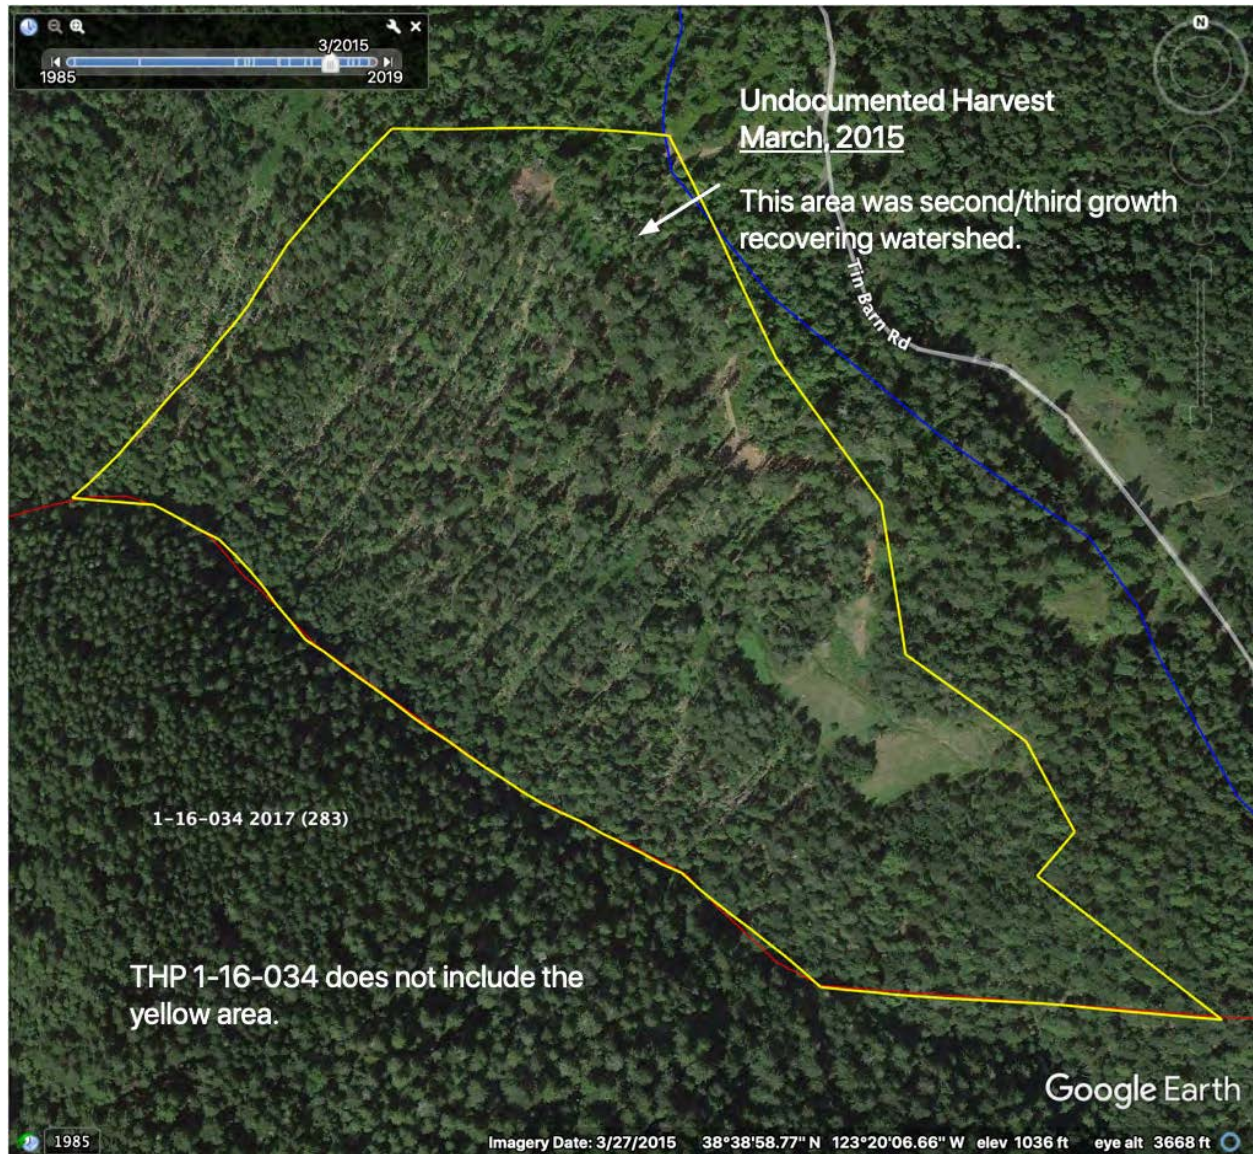 3/2015
1985
2019
N
Undocumented Harvest
March, 2015
This area was second/third growth
recovering watershed.
Tin Barn Rd
1-16-034 2017 (283)
THP 1-16-034 does not include the
yellow area.
Google Earth
1985
Imagery Date: 3/27/2015 38°38'58.77" N 123°20'06.66" W elev 1036 ft eye alt 3668 ft